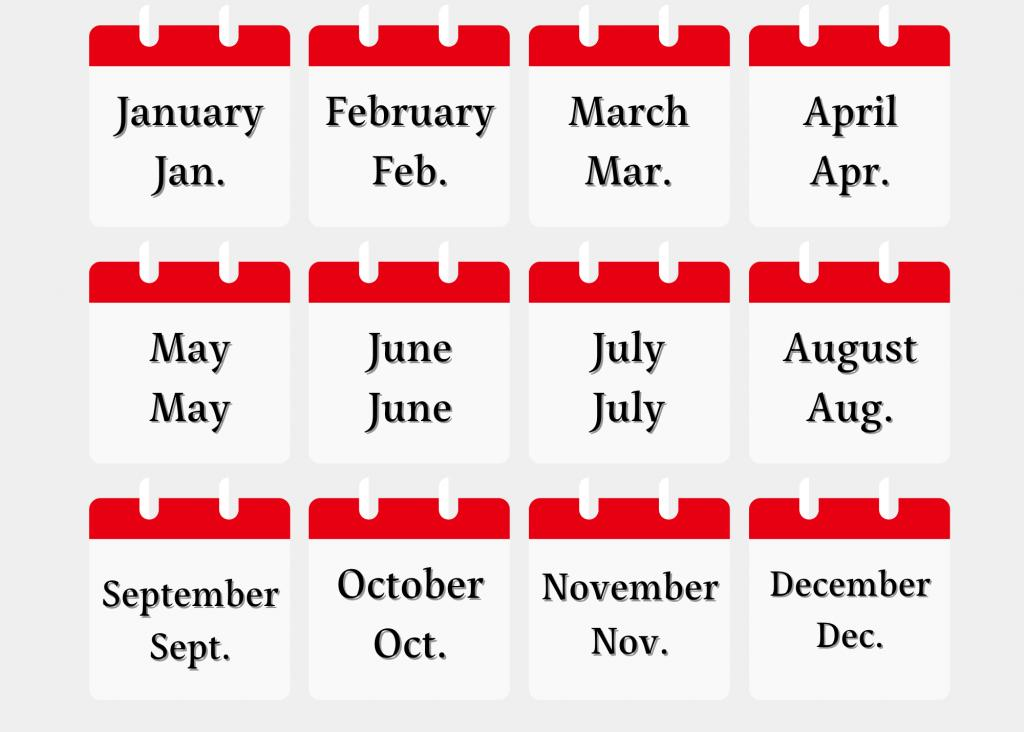 January
Jan.
February
Feb.
March
Mar.
April
Apr.
May
May
June
June
July
July
August
Aug.
September
Sept.
October
Oct.
November
Nov.
December
Dec.